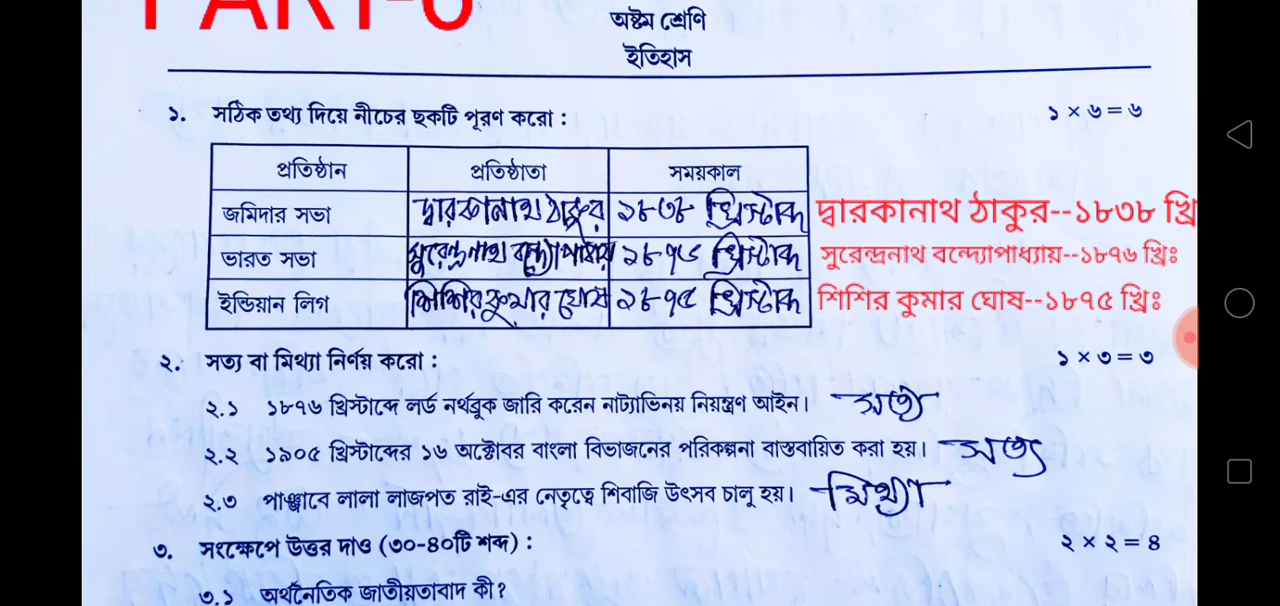 PART-6
অষ্টম শ্রেণি
ইতিহাস
১. সঠিক তথ্য দিয়ে নীচের ছকটি পূরণ করো : ১ × ৬ = ৬
প্রতিষ্ঠান প্রতিষ্ঠাতা সময়কাল
জমিদার সভা দ্বারকানাথ ঠাকুর ১৮৩৮ খ্রিস্টাব্দ দ্বারকানাথ ঠাকুর--১৮৩৮ খ্রি
ভারত সভা সুরেন্দ্রনাথ বন্দ্যোপাধ্যায় ১৮৭৬ খ্রিস্টাব্দ সুরেন্দ্রনাথ বন্দ্যোপাধ্যায়--১৮৭৬ খ্রিঃ
ইন্ডিয়ান লিগ শিশিরকুমার ঘোষ ১৮৭৫ খ্রিস্টাব্দ শিশির কুমার ঘোষ--১৮৭৫ খ্রিঃ
২. সত্য বা মিথ্যা নির্ণয় করো : ১ × ৩ = ৩
২.১ ১৮৭৬ খ্রিস্টাব্দে লর্ড নর্থব্রুক জারি করেন নাট্যাভিনয় নিয়ন্ত্রণ আইন। সত্য
২.২ ১৯০৫ খ্রিস্টাব্দের ১৬ অক্টোবর বাংলা বিভাজনের পরিকল্পনা বাস্তবায়িত করা হয়। সত্য
২.৩ পাঞ্জাবে লালা লাজপত রাই-এর নেতৃত্বে শিবাজি উৎসব চালু হয়। মিথ্যা
৩. সংক্ষেপে উত্তর দাও (৩০-৪০টি শব্দ) : ২ × ২ = ৪
৩.১ অর্থনৈতিক জাতীয়তাবাদ কী?